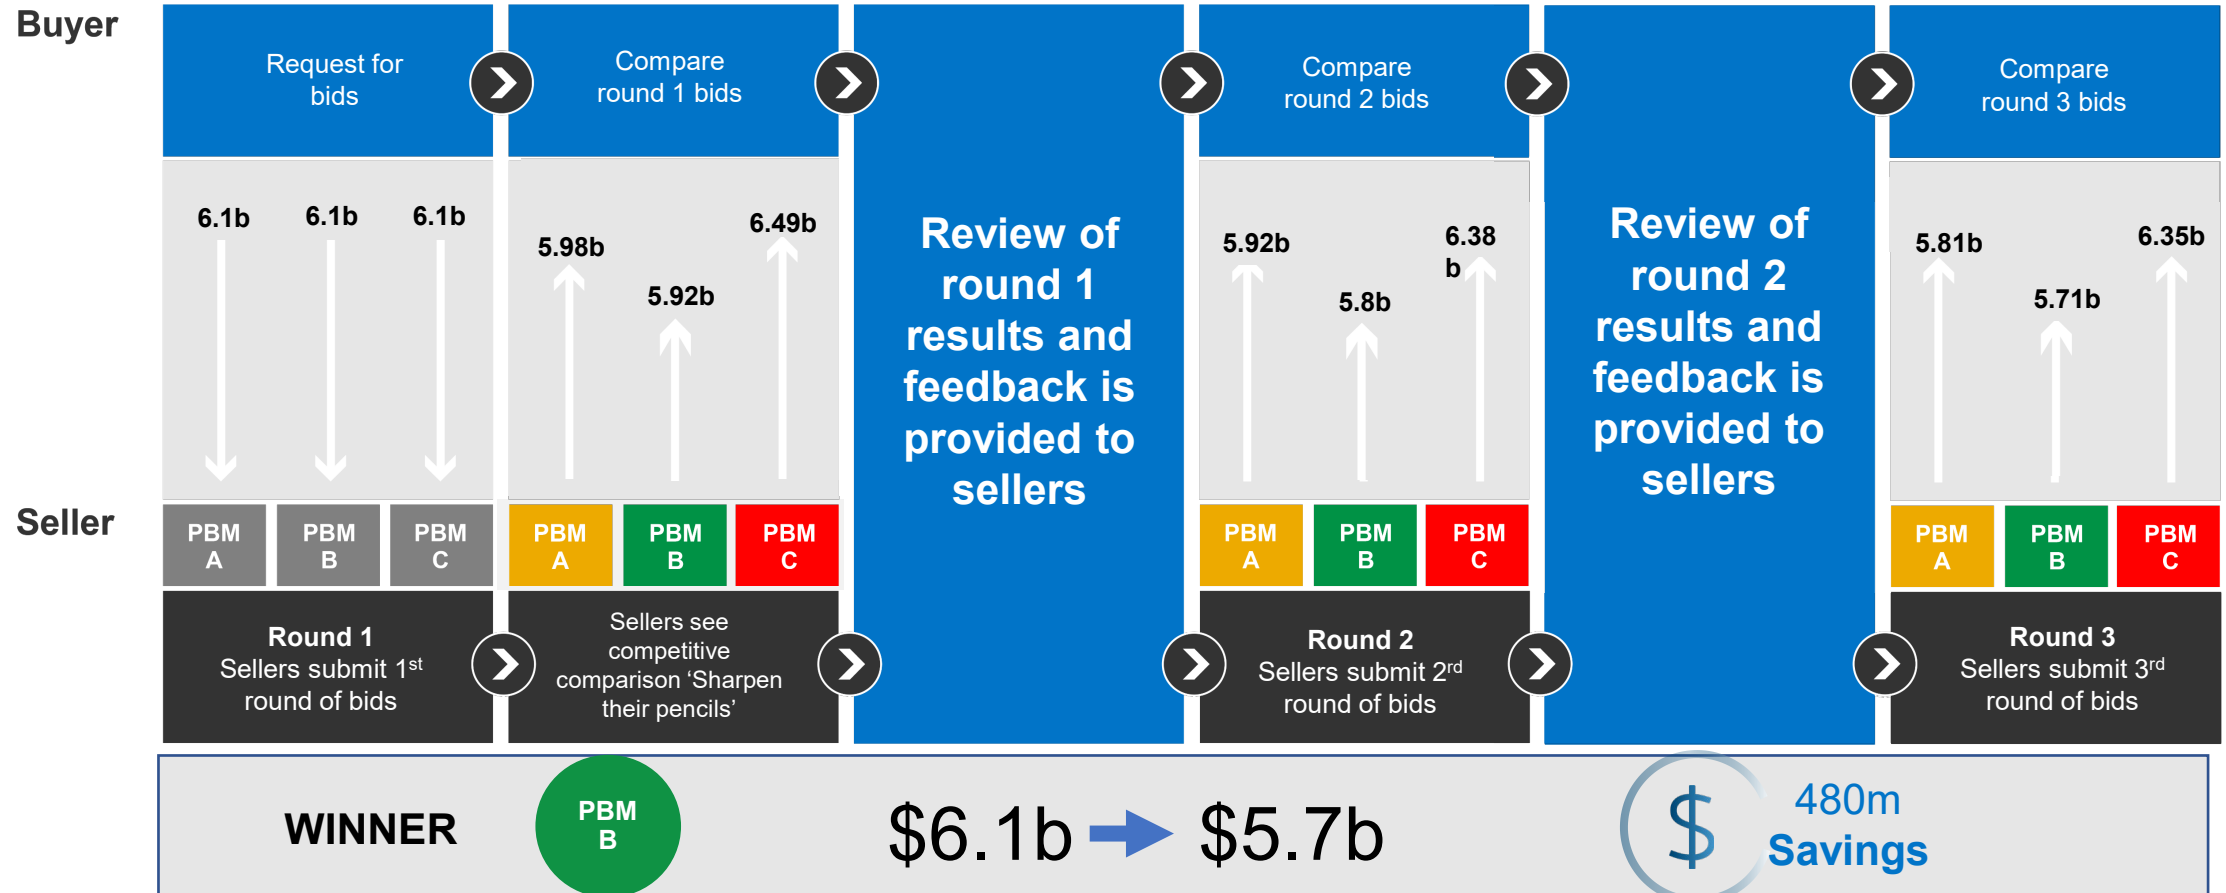 Buyer
Request for
bids
Compare
round 1 bids
Compare
round 2 bids
Compare
round 3 bids
6.1b
6.1b
6.1b
5.98b
5.92b
6.49b
Review of
round 1
results and
feedback is
provided to
sellers
5.92b
5.8b
6.38
b
Review of
round 2
results and
feedback is
provided to
sellers
5.81b
5.71b
6.35b
Seller
PBM
A
PBM
B
PBM
C
PBM
A
PBM
B
PBM
C
PBM
A
PBM
B
PBM
C
PBM
A
PBM
B
PBM
C
Round 1
Sellers submit 1st
round of bids
Sellers see
competitive
comparison ‘Sharpen
their pencils’
Round 2
Sellers submit 2rd
round of bids
Round 3
Sellers submit 3rd
round of bids
WINNER
PBM
B
$6.1b
$5.7b
$
480m
Savings